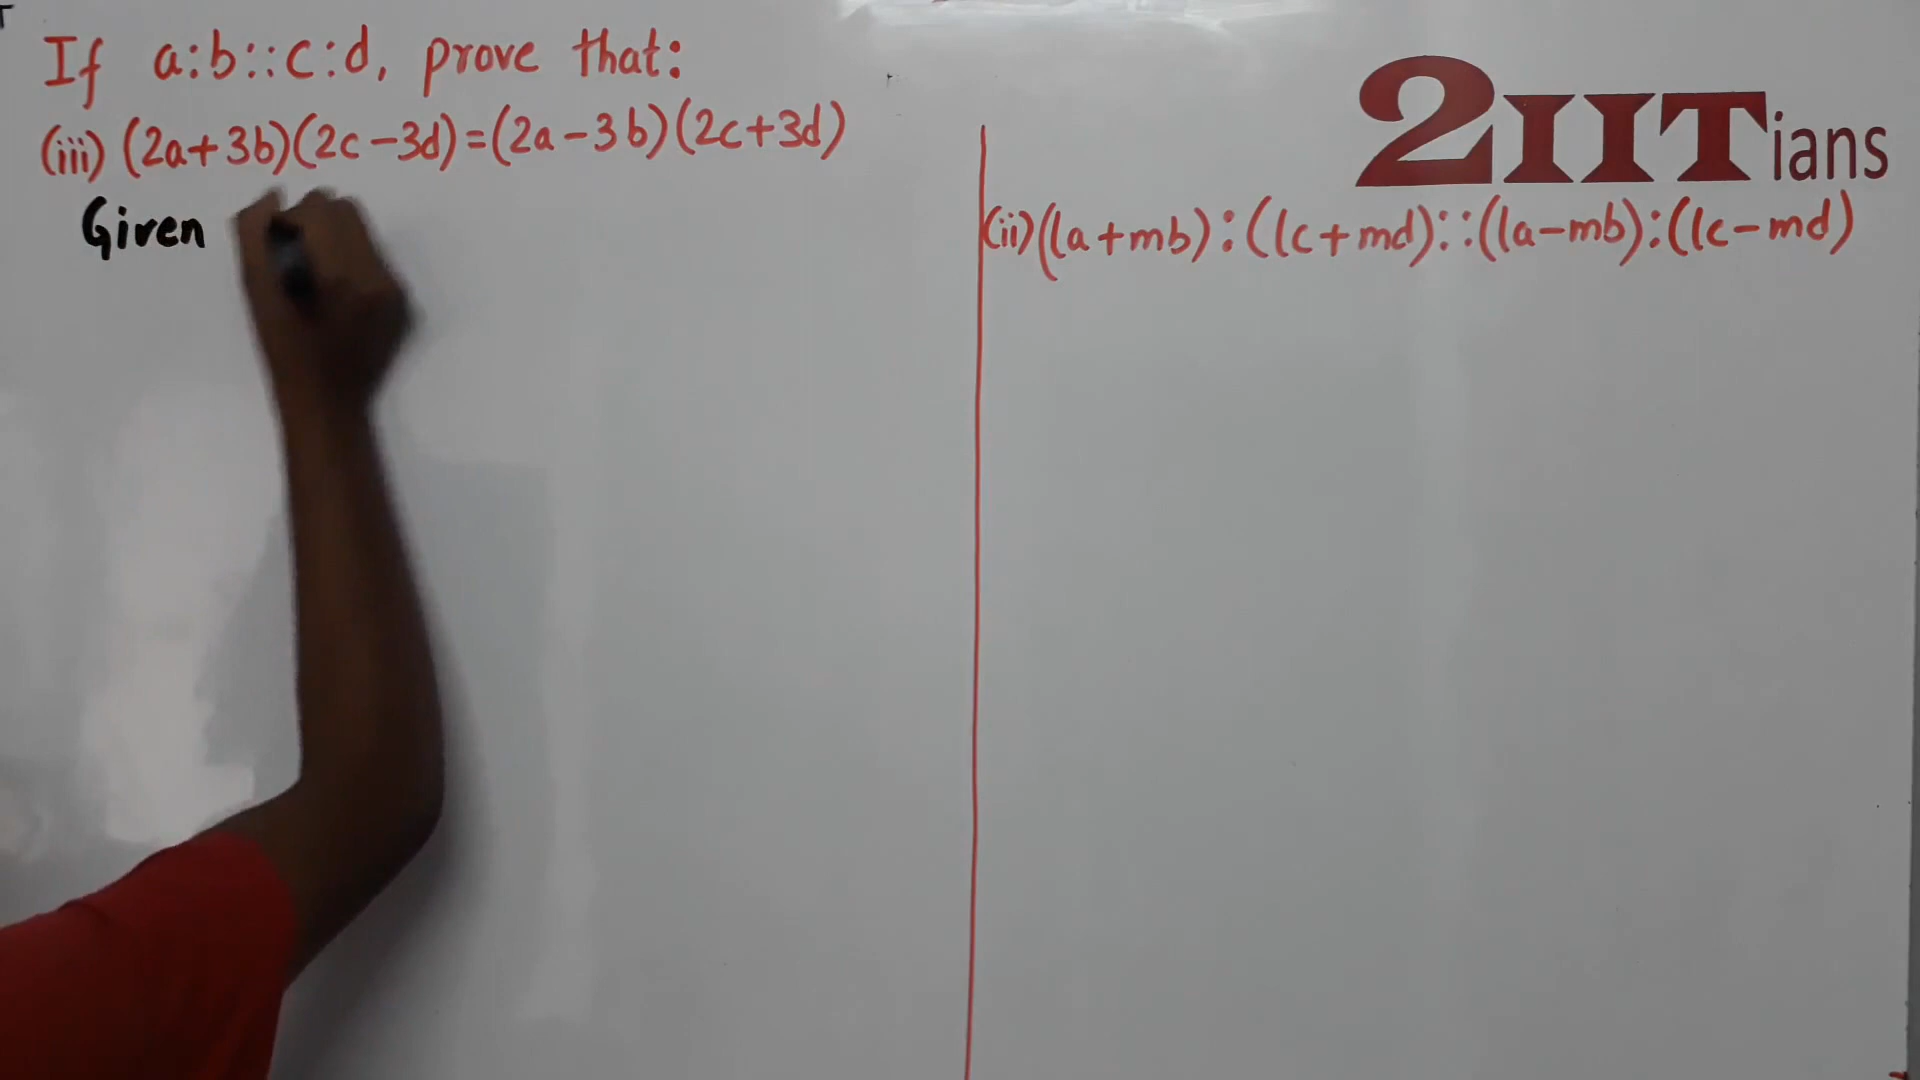 If a:b::c:d, prove that:
(iii) (2a+3b)(2c-3d)=(2a-3b)(2c+3d)
Given
2IITians
(ii)(la+mb):(lc+md)::(la-mb):(lc-md)